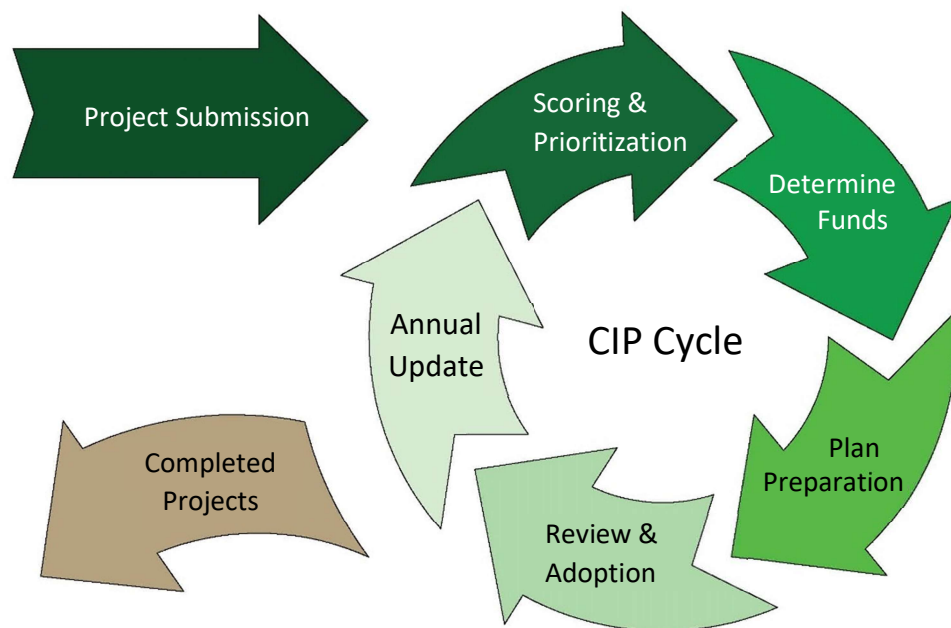 Project Submission
Scoring &
Prioritization
Determine
Funds
Plan
Preparation
Review &
Adoption
Annual
Update
CIP Cycle
Completed
Projects